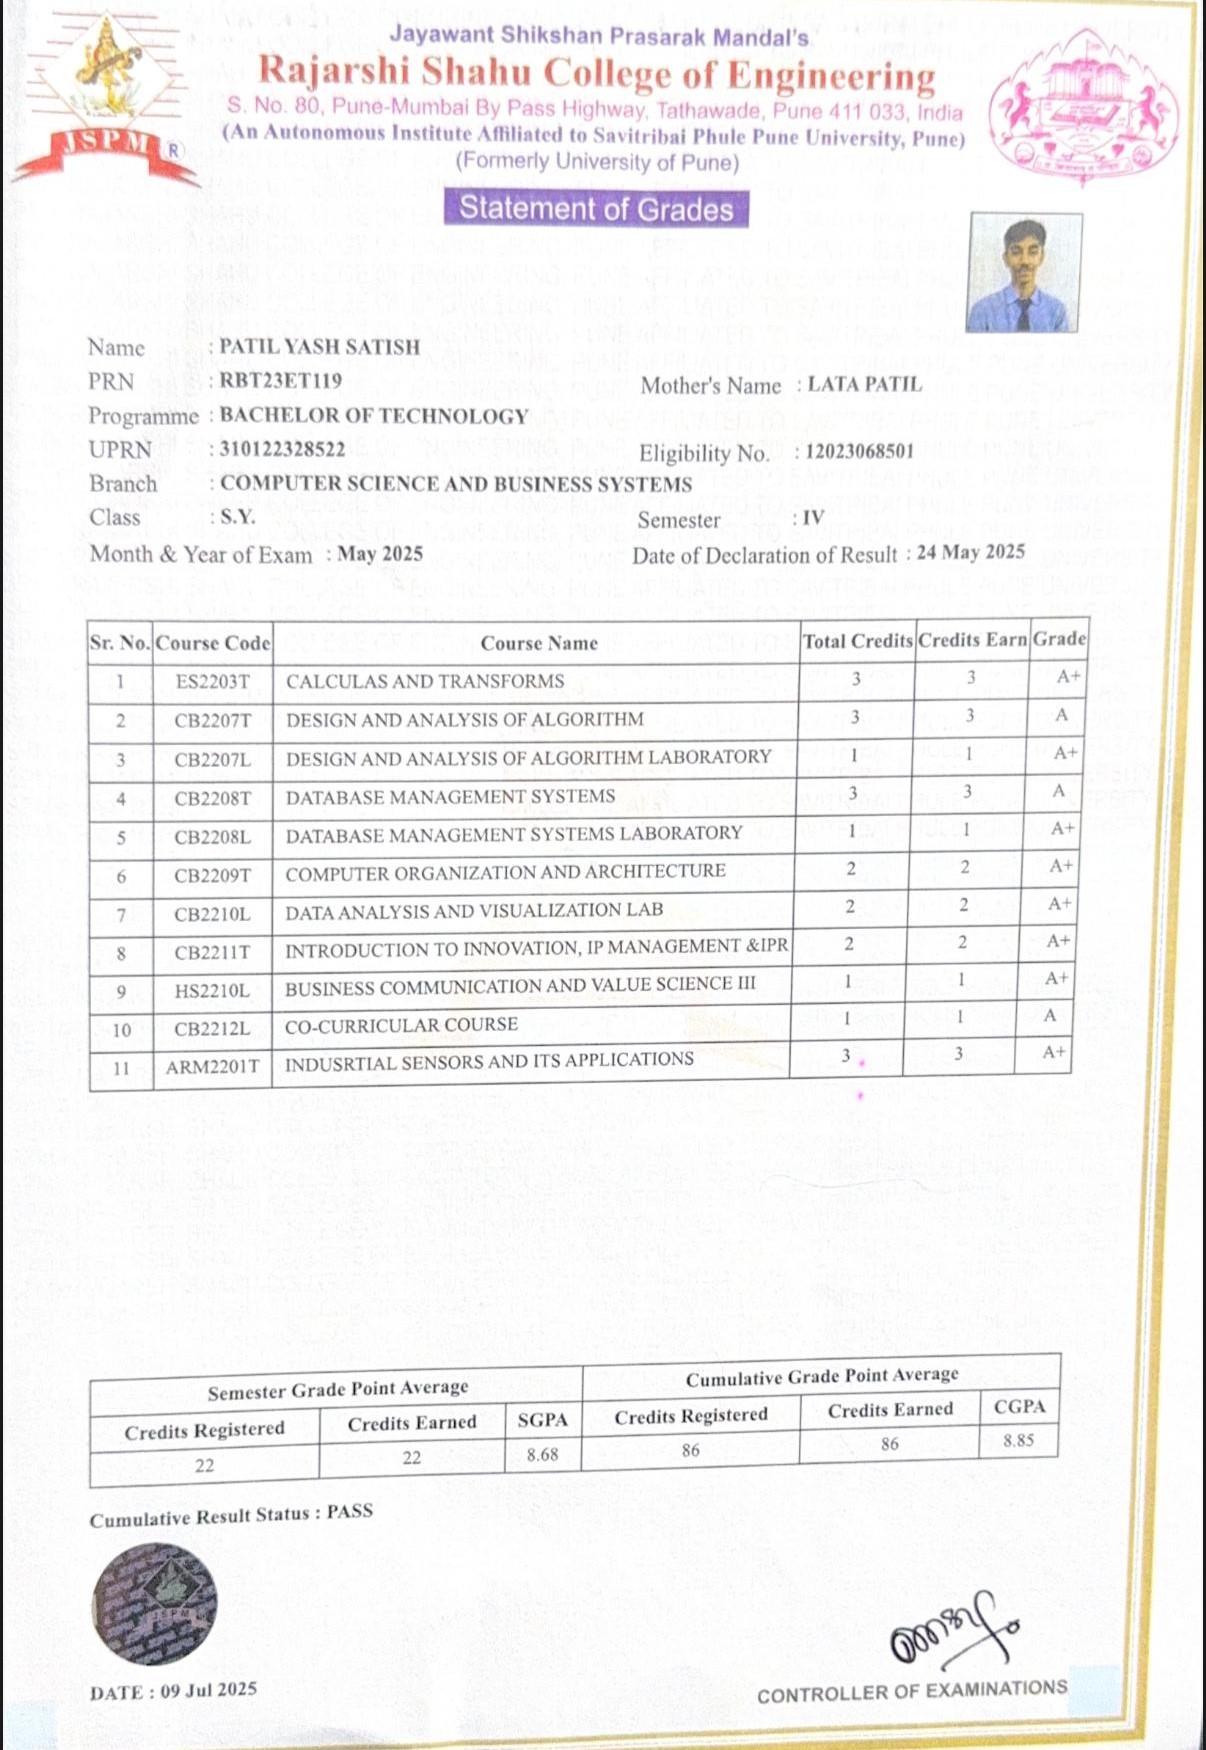 Jayawant Shikshan Prasarak Mandal's
Rajarshi Shahu College of Engineering
S. No. 80, Pune-Mumbai By Pass Highway, Tathawade, Pune 411 033, India
(An Autonomous Institute Affiliated to Savitribai Phule Pune University, Pune)
(Formerly University of Pune)
JSPM ®
Statement of Grades
Name : PATIL YASH SATISH
PRN : RBT23ET119 Mother's Name : LATA PATIL
Programme : BACHELOR OF TECHNOLOGY
UPRN : 310122328522 Eligibility No. : 12023068501
Branch : COMPUTER SCIENCE AND BUSINESS SYSTEMS
Class : S.Y. Semester : IV
Month & Year of Exam : May 2025 Date of Declaration of Result : 24 May 2025
Sr. No. Course Code Course Name Total Credits Credits Earn Grade
1 ES2203T CALCULAS AND TRANSFORMS 3 3 A+
2 CB2207T DESIGN AND ANALYSIS OF ALGORITHM 3 3 A
3 CB2207L DESIGN AND ANALYSIS OF ALGORITHM LABORATORY 1 1 A+
4 CB2208T DATABASE MANAGEMENT SYSTEMS 3 3 A
5 CB2208L DATABASE MANAGEMENT SYSTEMS LABORATORY 1 1 A+
6 CB2209T COMPUTER ORGANIZATION AND ARCHITECTURE 2 2 A+
7 CB2210L DATA ANALYSIS AND VISUALIZATION LAB 2 2 A+
8 CB2211T INTRODUCTION TO INNOVATION, IP MANAGEMENT &IPR 2 2 A+
9 HS2210L BUSINESS COMMUNICATION AND VALUE SCIENCE III 1 1 A+
10 CB2212L CO-CURRICULAR COURSE 1 1 A
11 ARM2201T INDUSRTIAL SENSORS AND ITS APPLICATIONS 3 3 A+
Semester Grade Point Average Cumulative Grade Point Average
Credits Registered Credits Earned SGPA Credits Registered Credits Earned CGPA
22 22 8.68 86 86 8.85
Cumulative Result Status : PASS
JSPM
DATE : 09 Jul 2025
CONTROLLER OF EXAMINATIONS